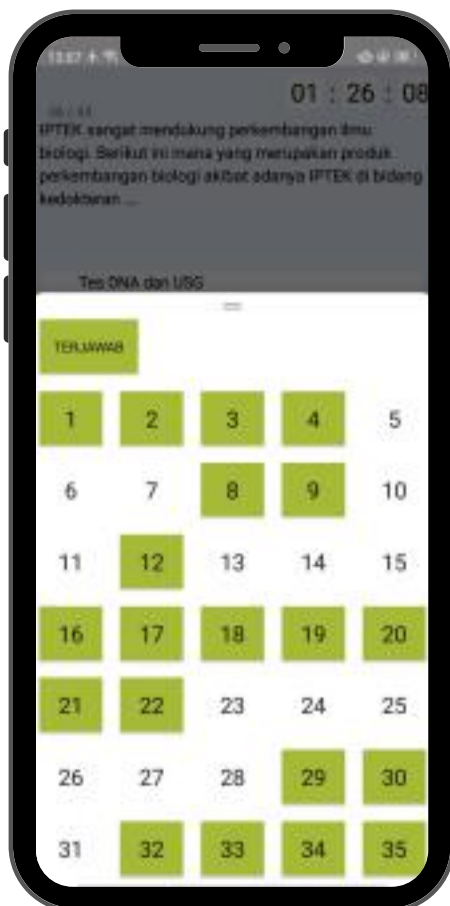 01 : 26 : 08
IPTEK sangat mendukung perkembangan ilmu
biologi. Berikut ini mana yang merupakan produk
perkembangan biologi akibat adanya IPTEK di bidang
kedokteran ...
Tes DNA dan USG
TERJAWAB
1 2 3 4 5
6 7 8 9 10
11 12 13 14 15
16 17 18 19 20
21 22 23 24 25
26 27 28 29 30
31 32 33 34 35